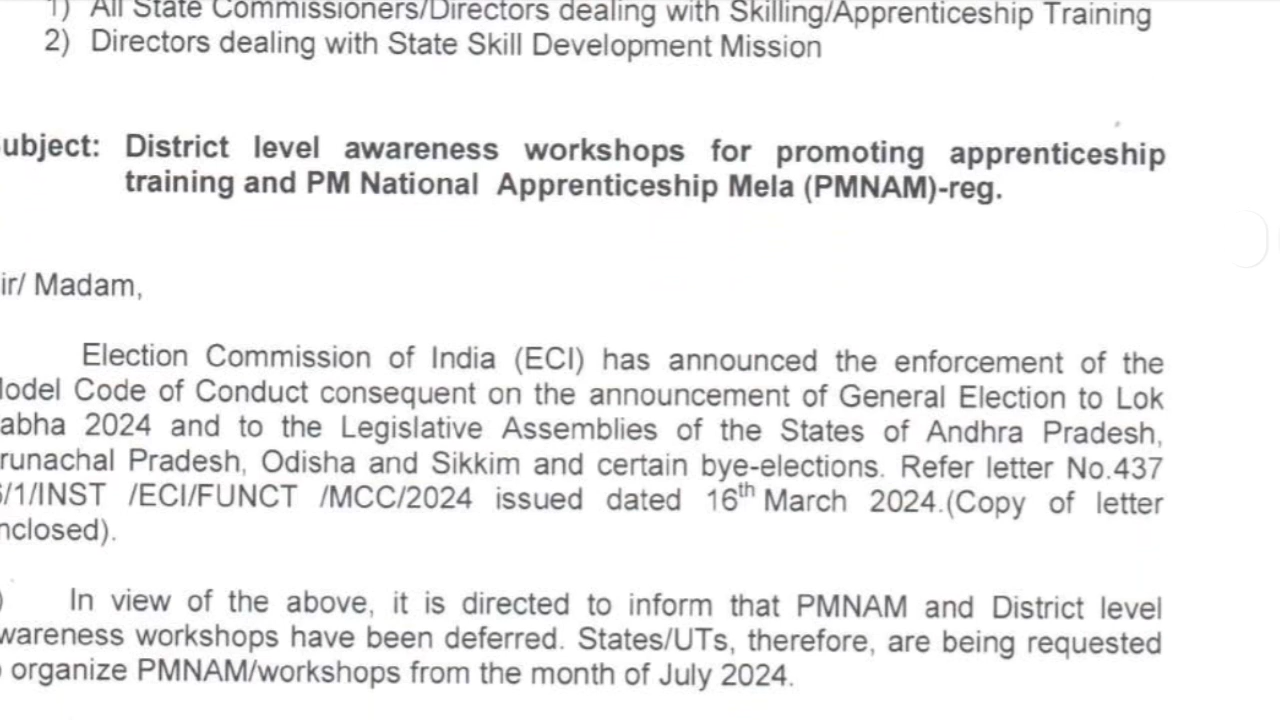 1) All State Commissioners/Directors dealing with Skilling/Apprenticeship Training
2) Directors dealing with State Skill Development Mission
ubject: District level awareness workshops for promoting apprenticeship
training and PM National Apprenticeship Mela (PMNAM)-reg.
ir/ Madam,
Election Commission of India (ECI) has announced the enforcement of the
odel Code of Conduct consequent on the announcement of General Election to Lok
abha 2024 and to the Legislative Assemblies of the States of Andhra Pradesh,
runachal Pradesh, Odisha and Sikkim and certain bye-elections. Refer letter No.437
6/1/INST /ECI/FUNCT /MCC/2024 issued dated 16th March 2024.(Copy of letter
nclosed).
) In view of the above, it is directed to inform that PMNAM and District level
wareness workshops have been deferred. States/UTs, therefore, are being requested
organize PMNAM/workshops from the month of July 2024.